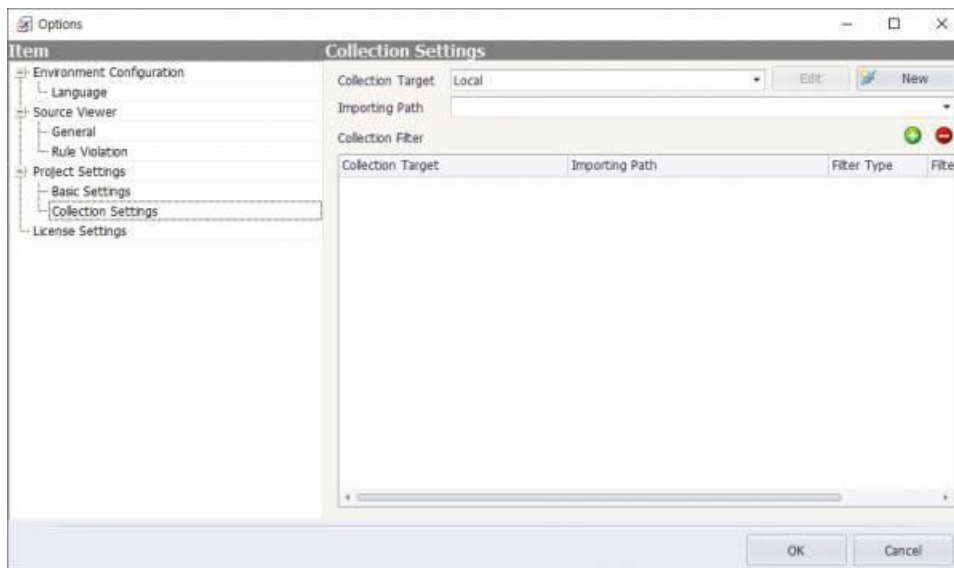 Options
Item
Environment Configuration
Language
Source Viewer
General
Rule Violation
Project Settings
Basic Settings
Collection Settings
License Settings
Collection Settings
Collection Target Local Edit New
Importing Path
Collection Filter
Collection Target Importing Path Filter Type Filte
OK Cancel